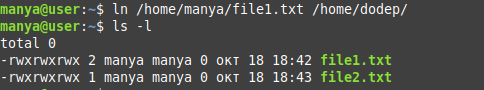 manya@user:~$ ln /home/manya/file1.txt /home/dodep/
manya@user:~$ ls -l
total 0
-rwxrwxrwx 2 manya manya 0 окт 18 18:42 file1.txt
-rwxrwxrwx 1 manya manya 0 окт 18 18:43 file2.txt